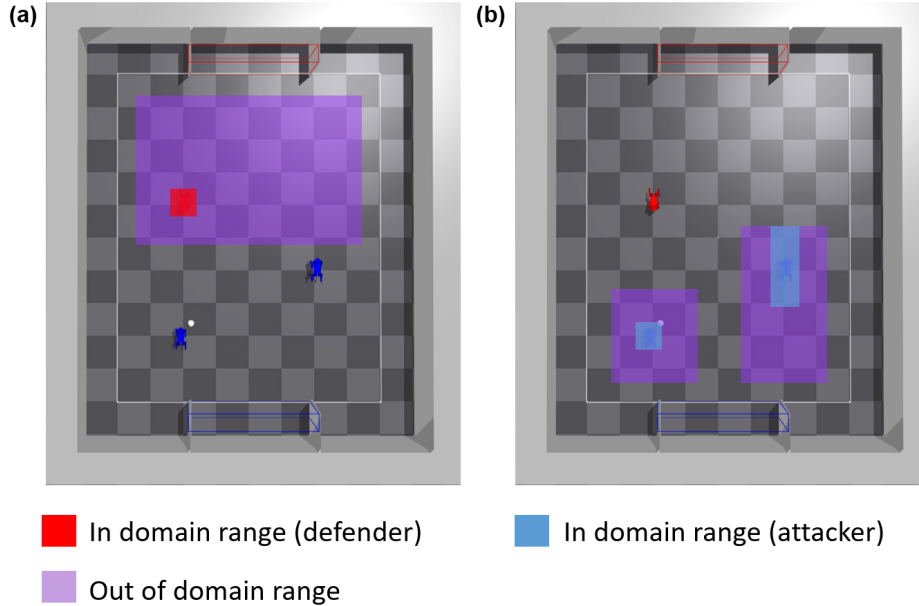 (a)
(b)
In domain range (defender)
In domain range (attacker)
Out of domain range